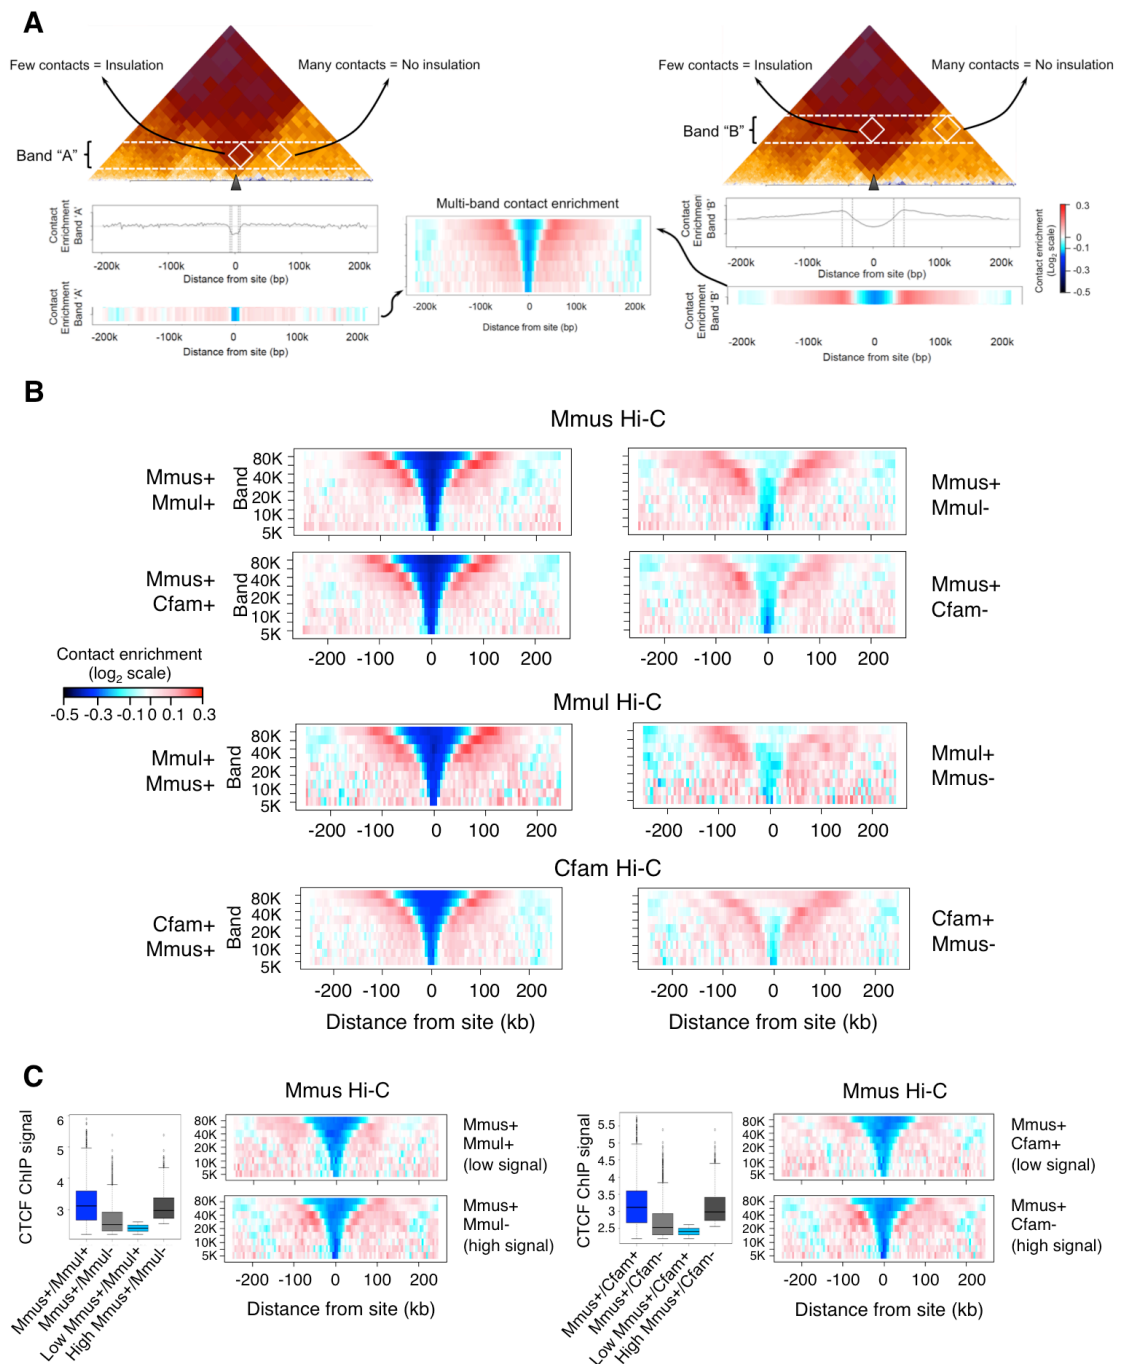 A
Few contacts = Insulation
Many contacts = No insulation
Few contacts = Insulation
Many contacts = No insulation
Band “A”
Band “B”
Contact
Enrichment
Band 'A'
-200k -100k 0 100k 200k
Distance from site (bp)
Contact
Enrichment
Band 'A'
-200k -100k 0 100k 200k
Distance from site (bp)
Multi-band contact enrichment
-200k -100k 0 100k 200k
Distance from site (bp)
Contact
Enrichmen
Band 'B'
-200k -100k 0 100k 200k
Distance from site (bp)
Contact
Enrichment
Band 'B'
-200k -100k 0 100k 200k
Distance from site (bp)
Contact enrichment
(Log2 scale)
0.3
0
-0.1
-0.3
-0.5
B
Mmus Hi-C
Mmus+
Mmul+
Band
80K
40K
20K
10K
5K
Mmus+
Mmul-
Mmus+
Cfam+
Band
80K
40K
20K
10K
5K
-200 -100 0 100 200
-200 -100 0 100 200
Mmus+
Cfam-
Contact enrichment
(log2 scale)
-0.5 -0.3 -0.1 0 0.1 0.3
Mmul Hi-C
Mmul+
Mmus+
Band
80K
40K
20K
10K
5K
-200 -100 0 100 200
-200 -100 0 100 200
Mmul+
Mmus-
Cfam Hi-C
Cfam+
Mmus+
Band
80K
40K
20K
10K
5K
-200 -100 0 100 200
-200 -100 0 100 200
Cfam+
Mmus-
Distance from site (kb)
Distance from site (kb)
C
CTCF ChIP signal
6
5
4
3
Mmus+/Mmul+
Mmus+/Mmul-
Low Mmus+/Mmul+
High Mmus+/Mmul-
Mmus Hi-C
80K
40K
20K
10K
5K
Mmus+
Mmul+
(low signal)
80K
40K
20K
10K
5K
Mmus+
Mmul-
(high signal)
-200 -100 0 100 200
Distance from site (kb)
CTCF ChIP signal
5.5
5
4.5
4
3.5
3
2.5
Mmus+/Cfam+
Mmus+/Cfam-
Low Mmus+/Cfam+
High Mmus+/Cfam-
Mmus Hi-C
80K
40K
20K
10K
5K
Mmus+
Cfam+
(low signal)
80K
40K
20K
10K
5K
Mmus+
Cfam-
(high signal)
-200 -100 0 100 200
Distance from site (kb)